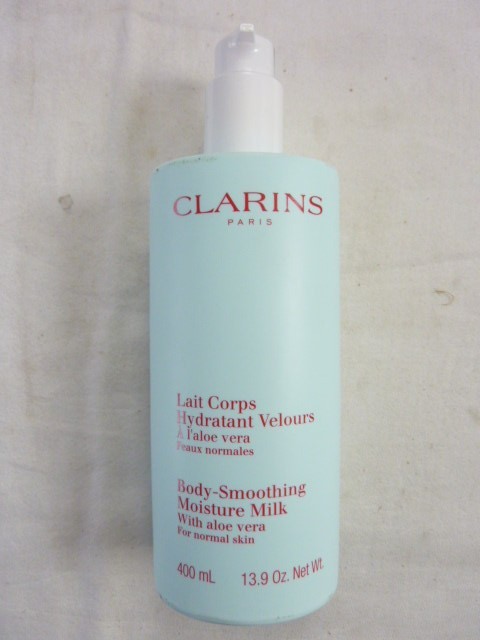 CLARINS
PARIS
Lait Corps
Hydratant Velours
À l'aloe vera
Peaux normales
Body-Smoothing
Moisture Milk
With aloe vera
For normal skin
400 mL 13.9 Oz. Net Wt.